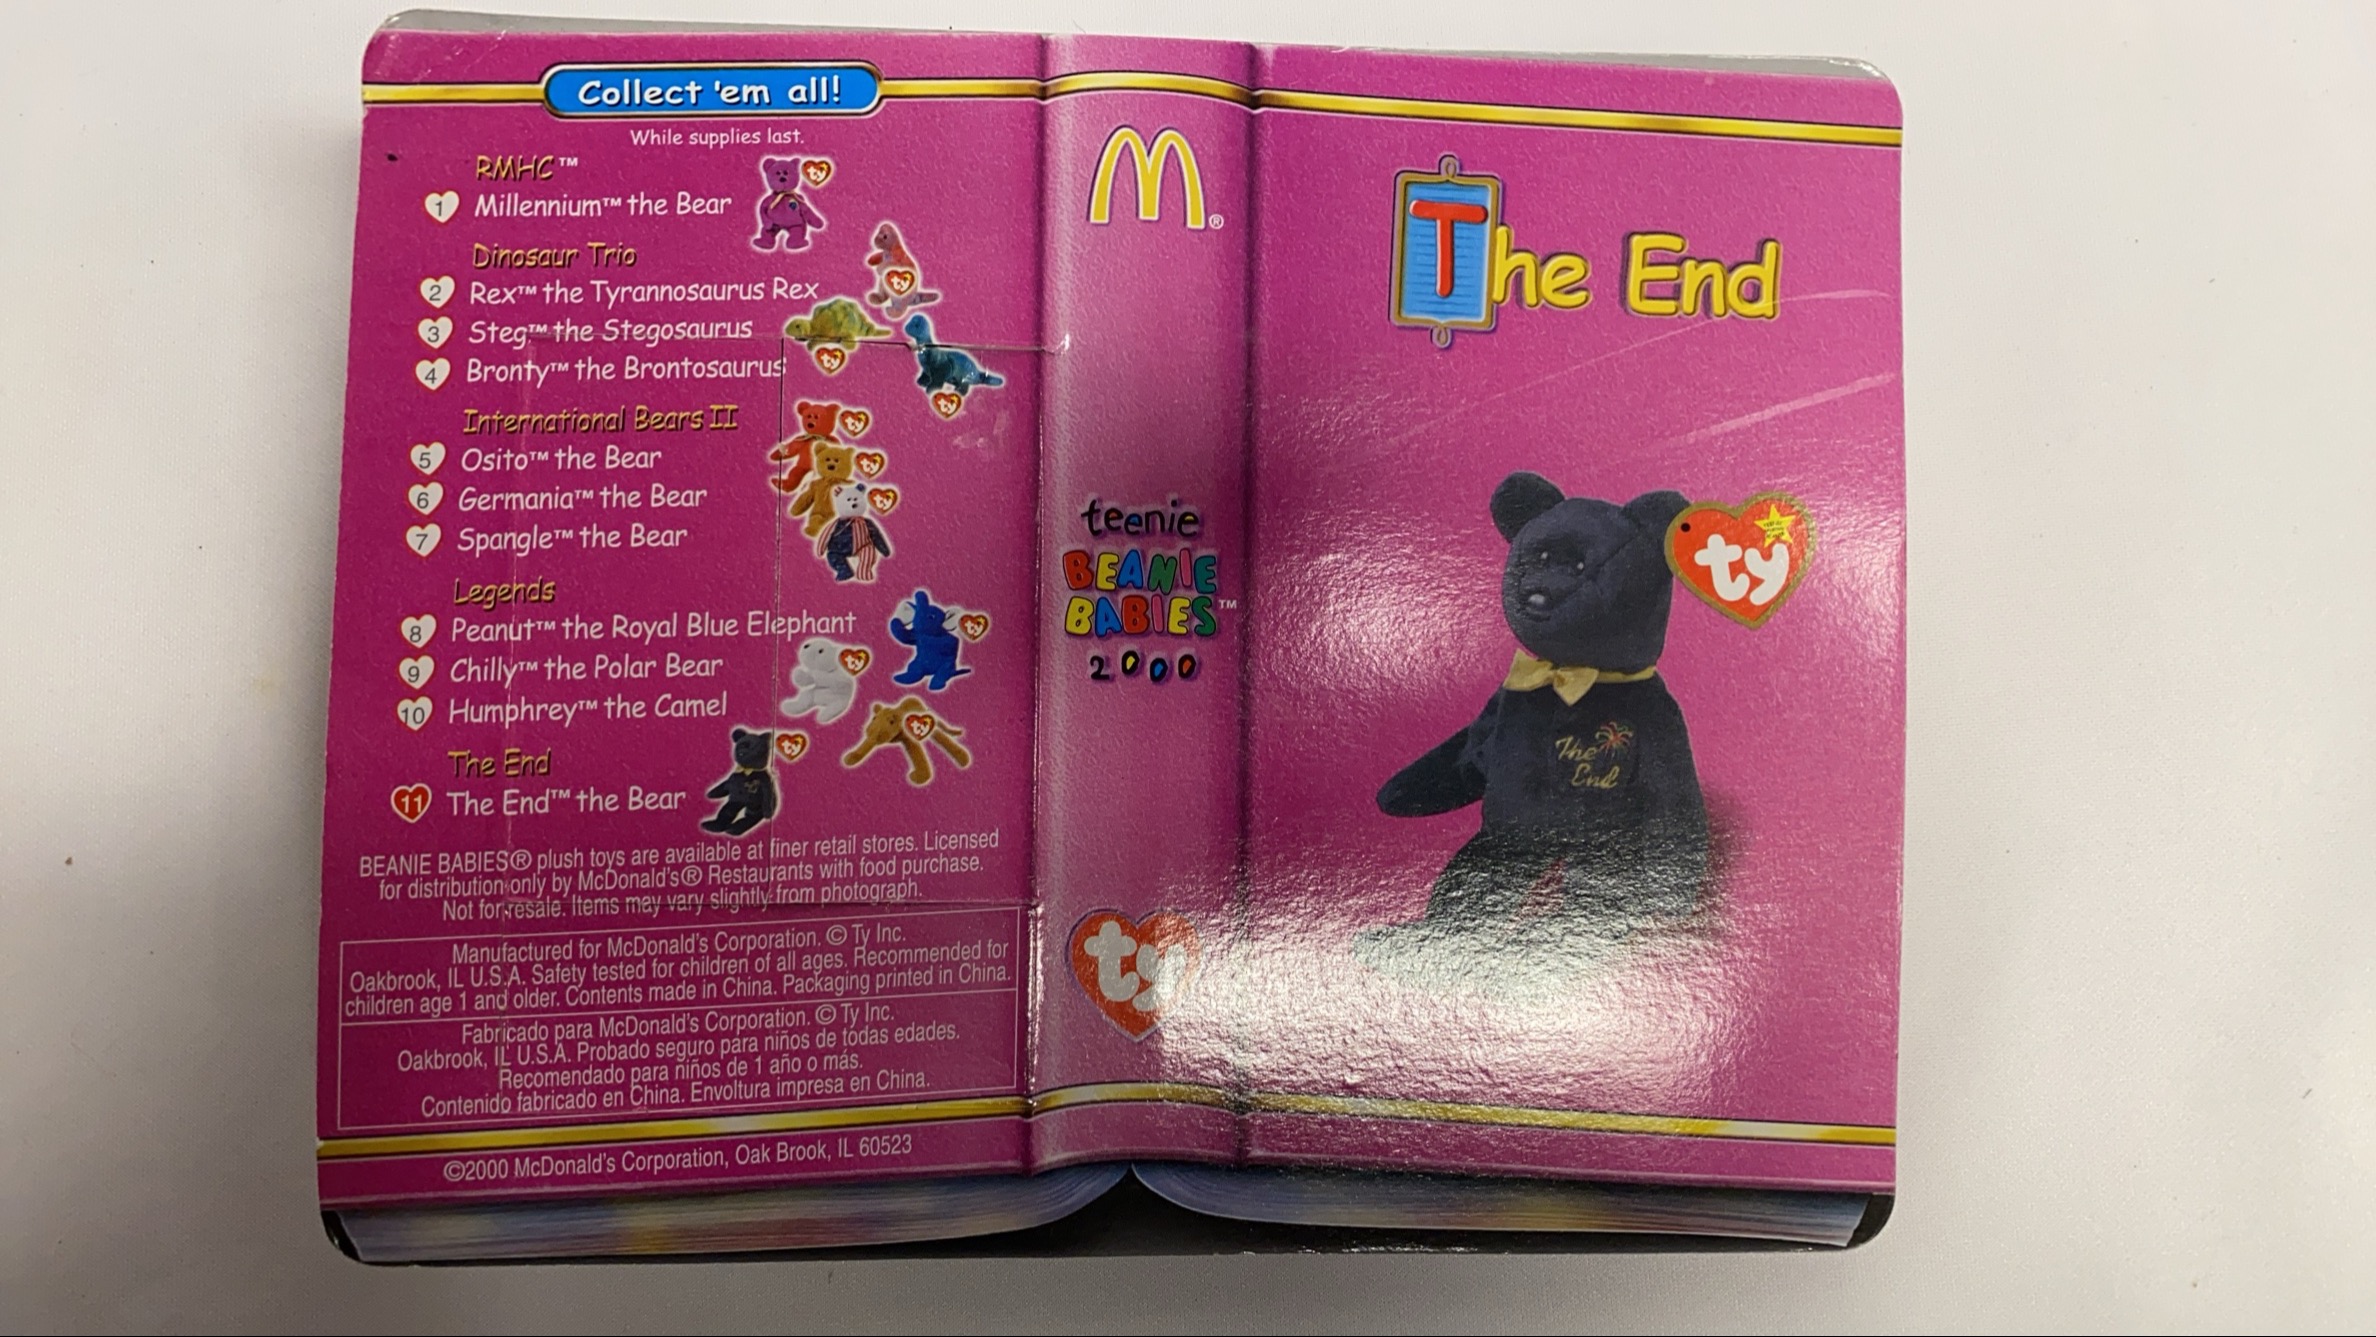 Collect 'em all!
While supplies last.
RMHC™
1 Millennium™ the Bear
Dinosaur Trio
2 Rex™ the Tyrannosaurus Rex
3 Steg™ the Stegosaurus
4 Bronty™ the Brontosaurus
International Bears II
5 Osito™ the Bear
6 Germania™ the Bear
7 Spangle™ the Bear
Legends
8 Peanut™ the Royal Blue Elephant
9 Chilly™ the Polar Bear
10 Humphrey™ the Camel
The End
11 The End™ the Bear
BEANIE BABIES® plush toys are available at finer retail stores. Licensed
for distribution only by McDonald's® Restaurants with food purchase.
Not for resale. Items may vary slightly from photograph.
Manufactured for McDonald's Corporation. © Ty Inc.
Oakbrook, IL U.S.A. Safety tested for children of all ages. Recommended for
children age 1 and older. Contents made in China. Packaging printed in China.
Fabricado para McDonald's Corporation. © Ty Inc.
Oakbrook, IL U.S.A. Probado seguro para niños de todas edades.
Recomendado para niños de 1 año o más.
Contenido fabricado en China. Envoltura impresa en China.
©2000 McDonald's Corporation, Oak Brook, IL 60523
M®
teenie
BEANIE
BABIES™
2000
ty
The End
ty
The
End